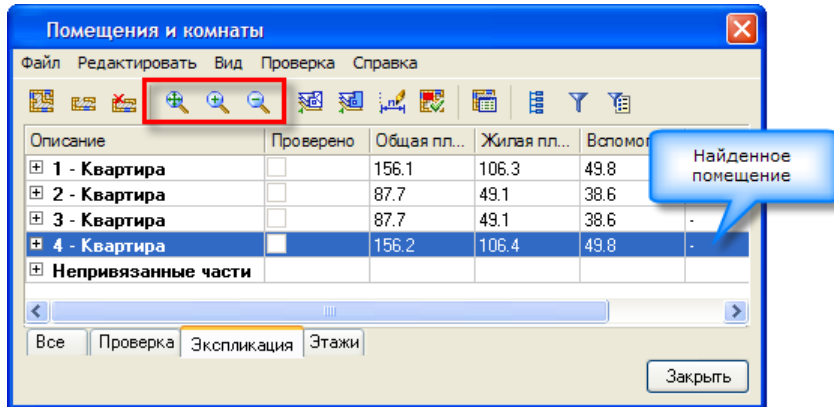 Помещения и комнаты
Файл Редактировать Вид Проверка Справка
Описание Проверено Общая пл... Жилая пл... Вспомог
1 - Квартира 156.1 106.3 49.8
2 - Квартира 87.7 49.1 38.6
3 - Квартира 87.7 49.1 38.6 -
4 - Квартира 156.2 106.4 49.8 -
Непривязанные части
Найденное
помещение
Все Проверка Экспликация Этажи
Закрыть